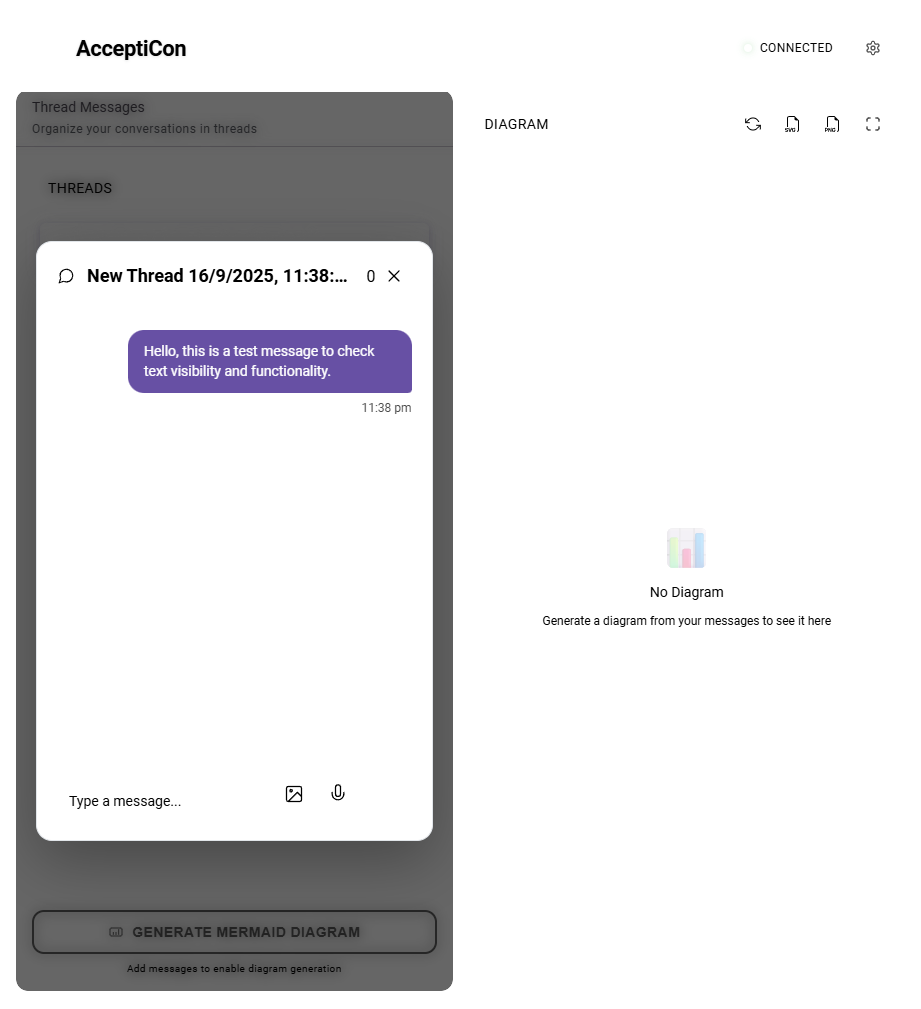 AcceptiCon
CONNECTED
Thread Messages
Organize your conversations in threads
THREADS
New Thread 16/9/2025, 11:38:... 0
Hello, this is a test message to check
text visibility and functionality.
11:38 pm
Type a message...
GENERATE MERMAID DIAGRAM
Add messages to enable diagram generation
DIAGRAM
SVG
PNG
No Diagram
Generate a diagram from your messages to see it here